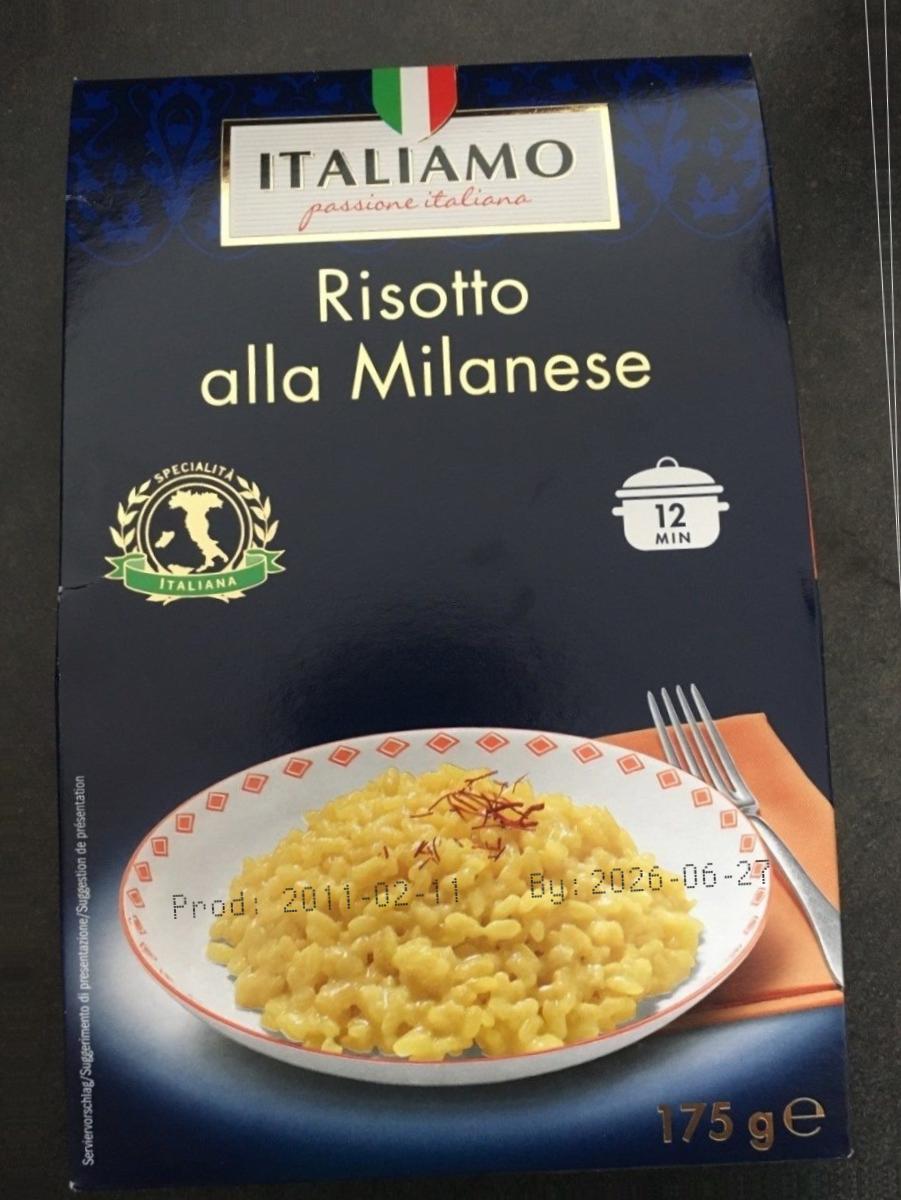 ITALIAMO
passione italiana
Risotto
alla Milanese
SPECIALITÀ
ITALIANA
12
MIN
Prod: 2011-02-11 By: 2026-06-27
Serviervorschlag/Suggerimento di presentazione/Suggestion de présentation
175 g e